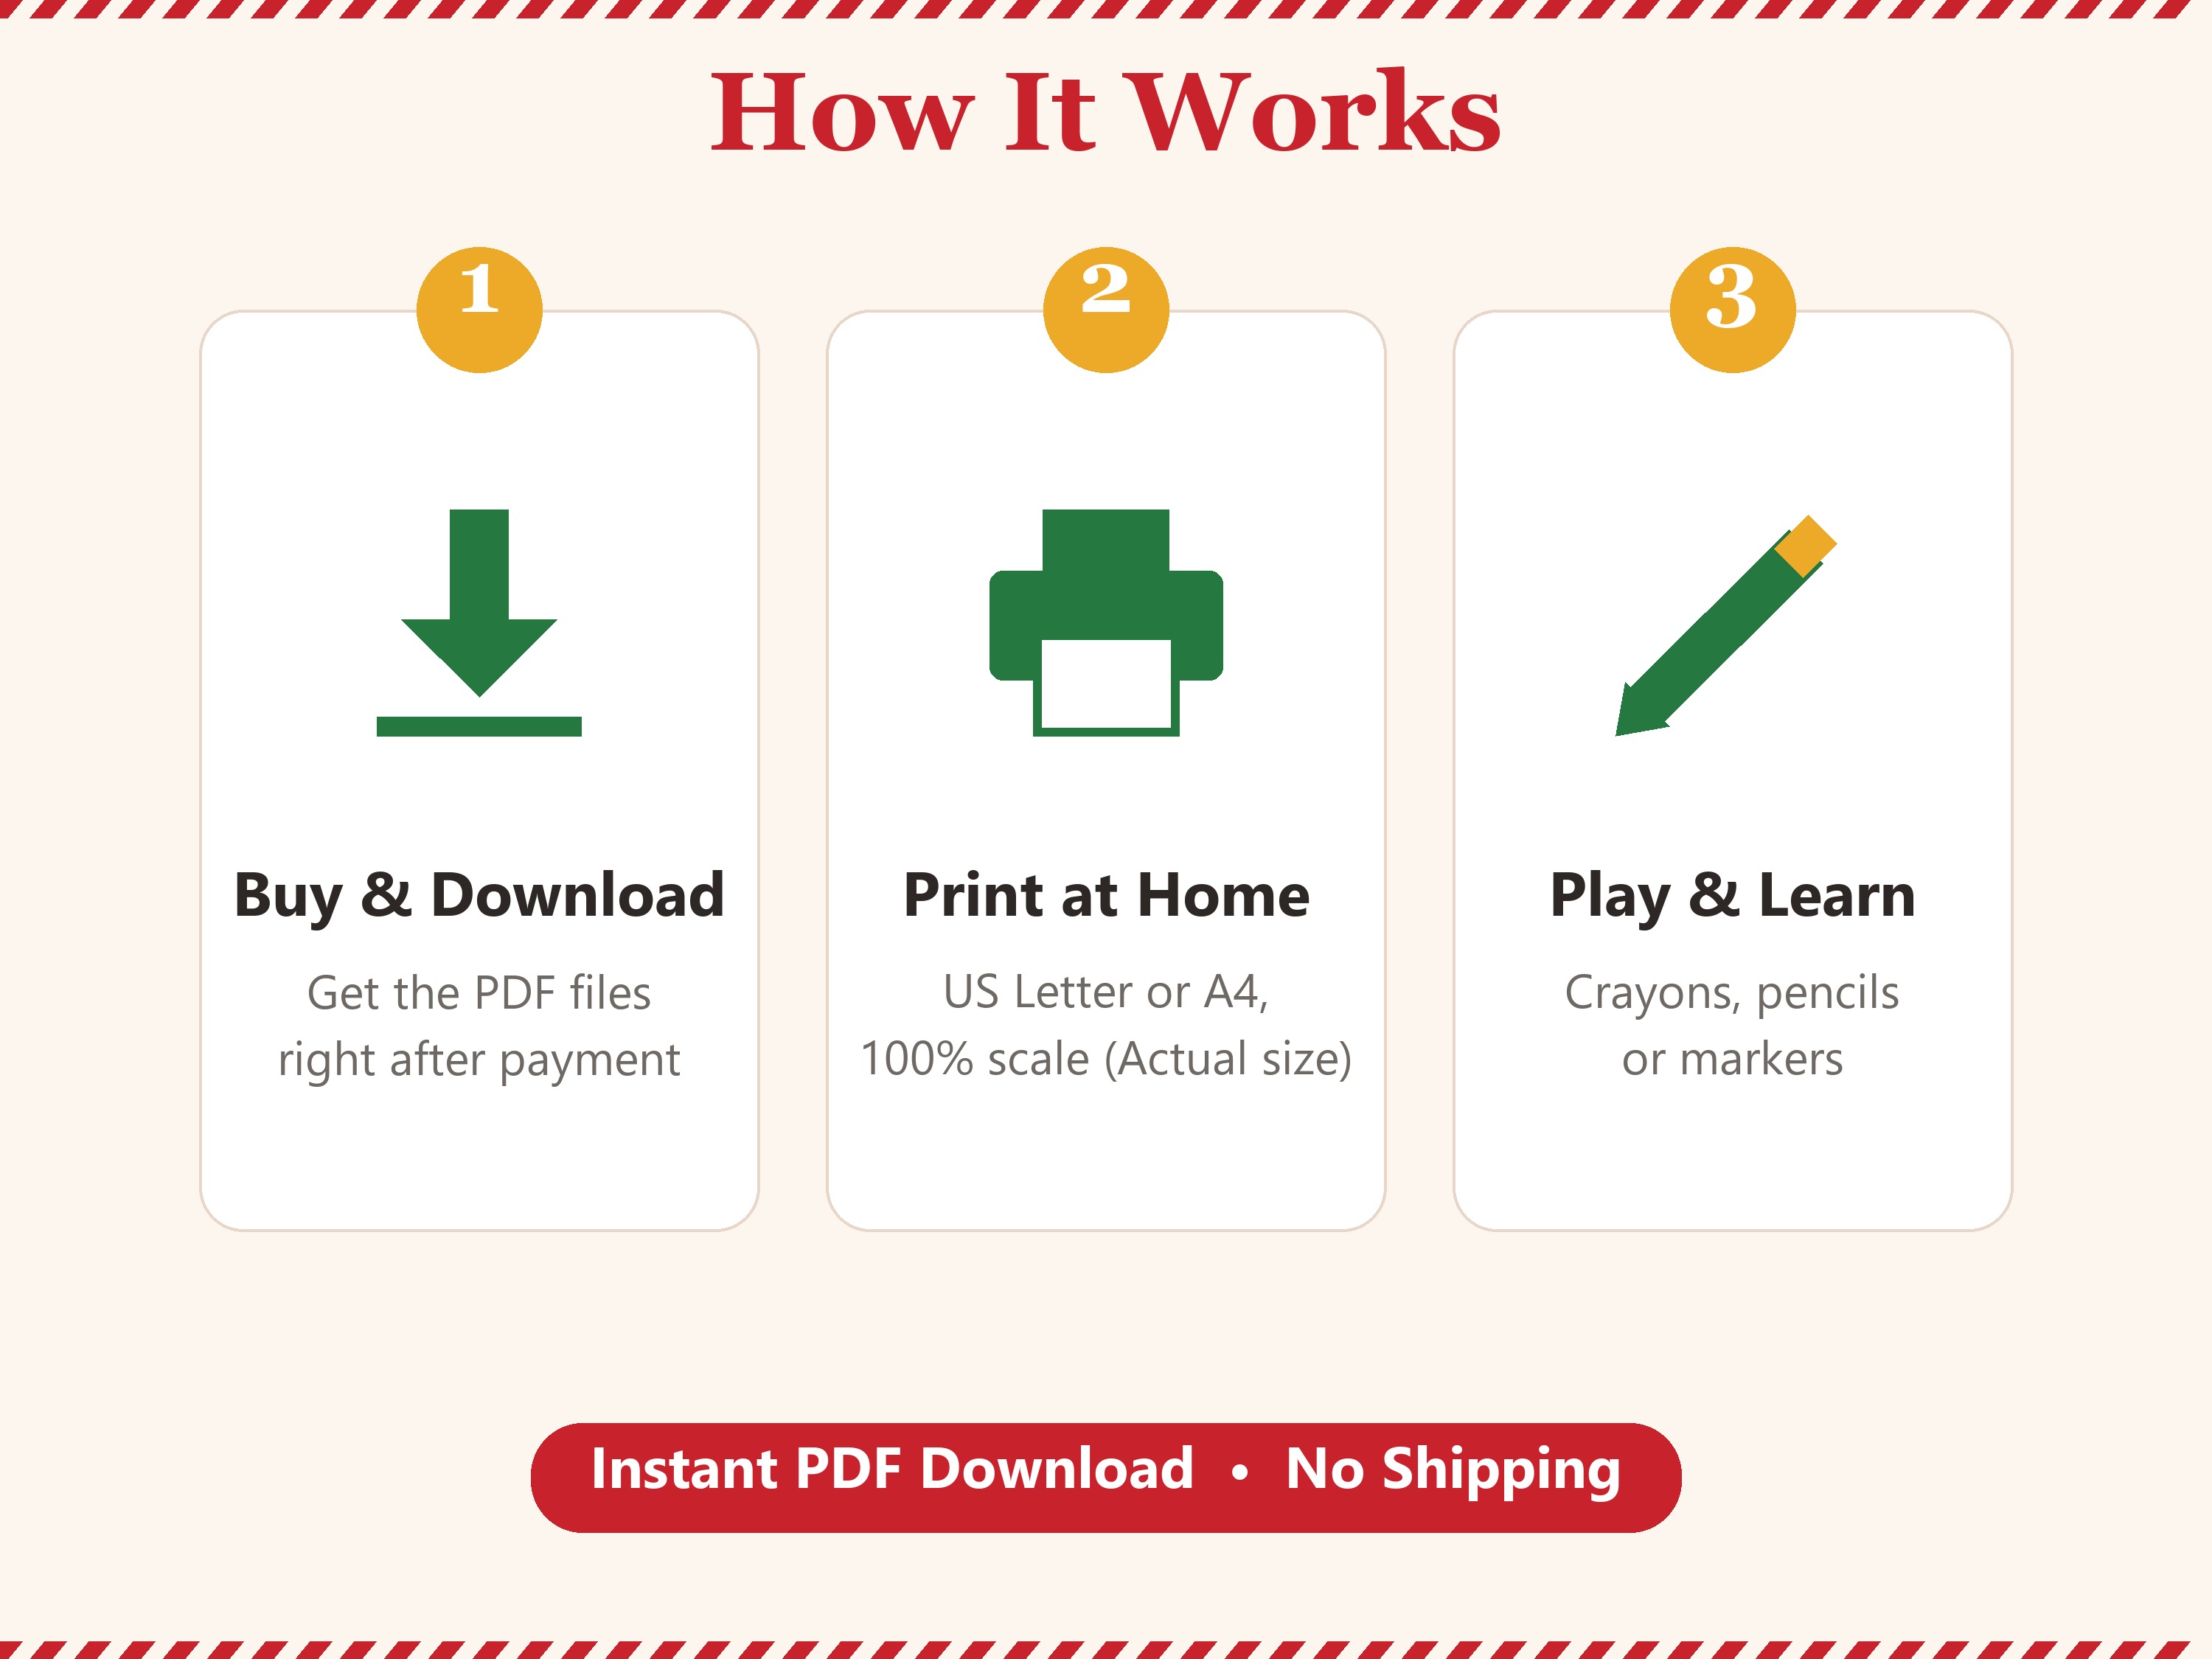 How It Works
1
Buy & Download
Get the PDF files
right after payment
2
Print at Home
US Letter or A4,
100% scale (Actual size)
3
Play & Learn
Crayons, pencils
or markers
Instant PDF Download • No Shipping